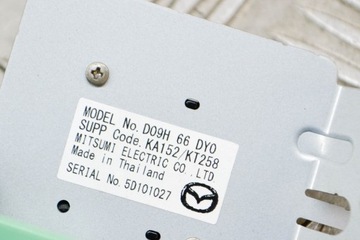 MODEL No. D09H 66 DY0
SUPP Code. KA152/KT258
MITSUMI ELECTRIC CO.,LTD
Made in Thailand
SERIAL No. 5D101027